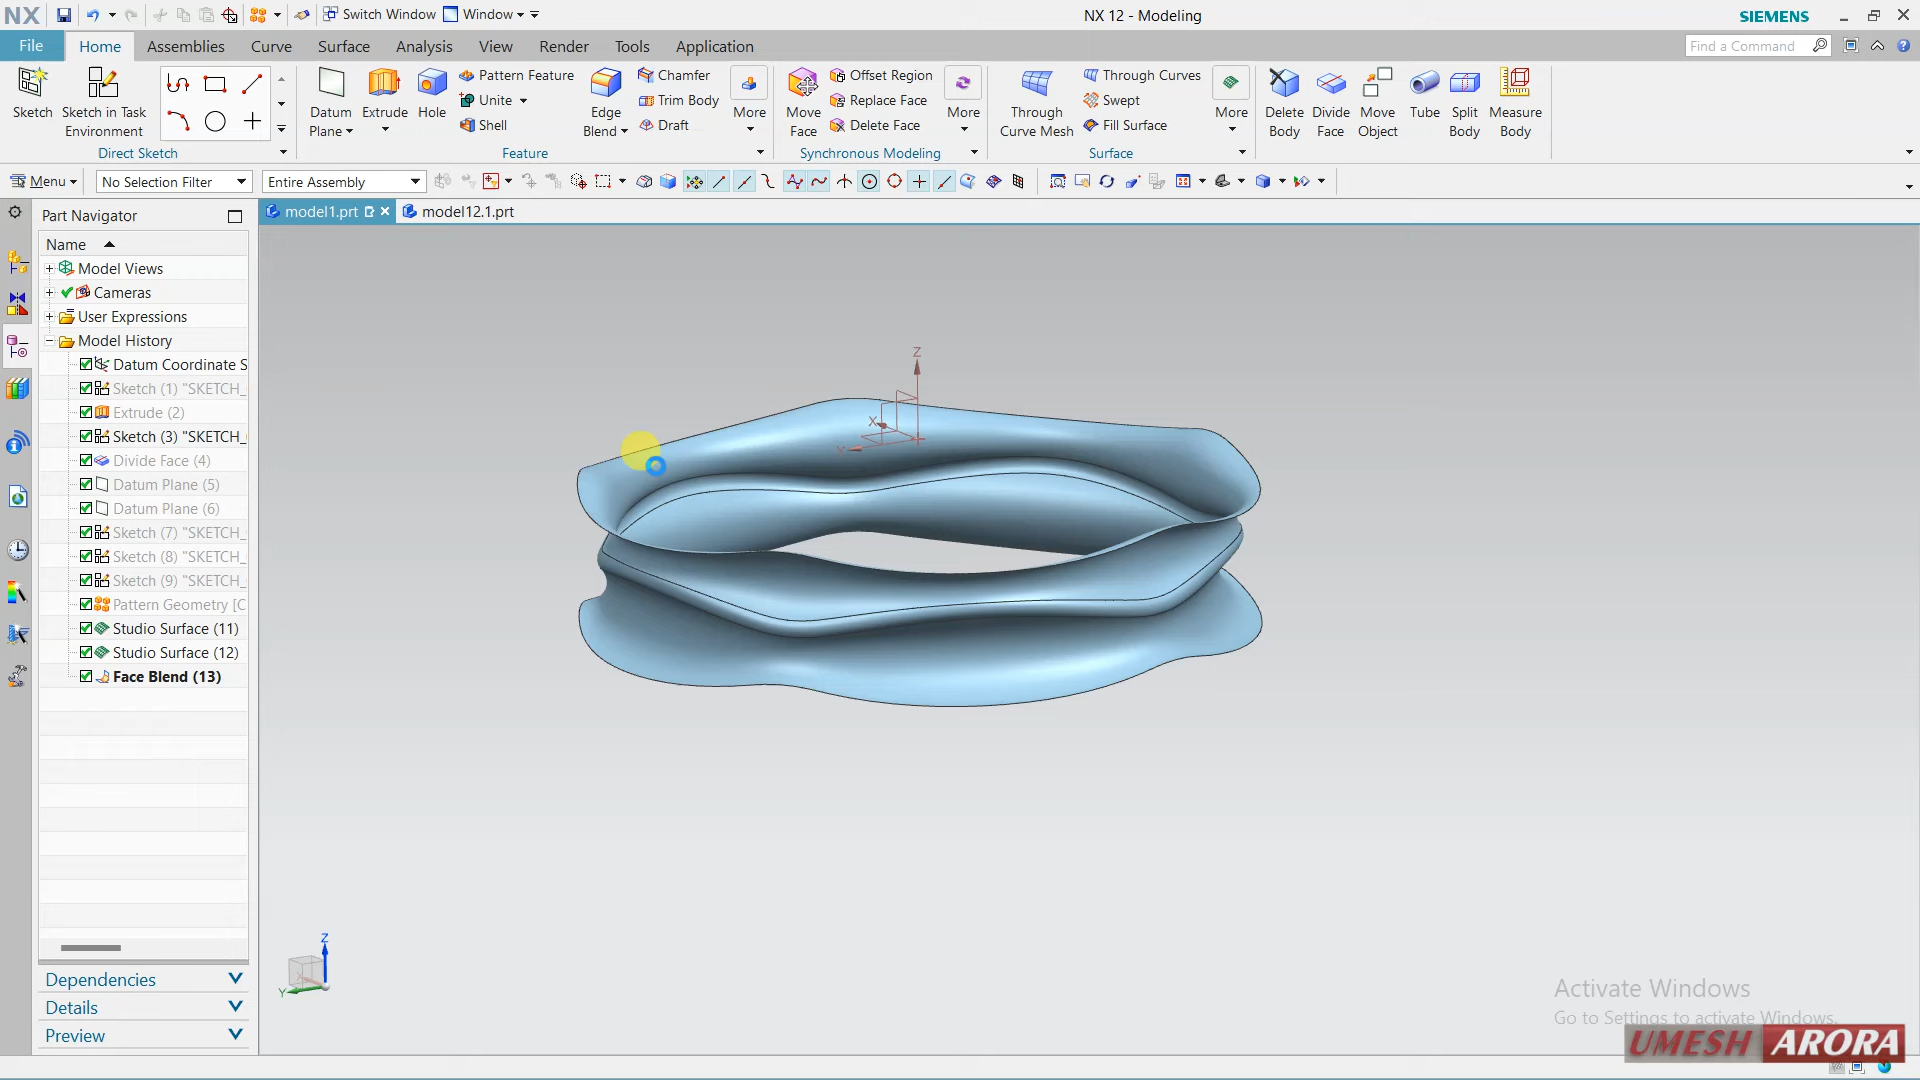 NX Switch Window Window NX 12 - Modeling SIEMENS
File Home Assemblies Curve Surface Analysis View Render Tools Application Find a Command
Sketch
Sketch in Task Environment
Direct Sketch
Datum Plane
Extrude
Hole
Pattern Feature
Unite
Shell
Edge Blend
Chamfer
Trim Body
Draft
More
Feature
Move Face
Offset Region
Replace Face
Delete Face
More
Synchronous Modeling
Through Curve Mesh
Through Curves
Swept
Fill Surface
More
Surface
Delete Body
Divide Face
Move Object
Tube
Split Body
Measure Body
Menu No Selection Filter Entire Assembly
Part Navigator
model1.prt model12.1.prt
Name
Model Views
Cameras
User Expressions
Model History
Datum Coordinate S
Sketch (1) "SKETCH_
Extrude (2)
Sketch (3) "SKETCH_
Divide Face (4)
Datum Plane (5)
Datum Plane (6)
Sketch (7) "SKETCH_
Sketch (8) "SKETCH_
Sketch (9) "SKETCH_
Pattern Geometry [C
Studio Surface (11)
Studio Surface (12)
Face Blend (13)
Dependencies
Details
Preview
Z
X
Y
Z
Y
Activate Windows
Go to Settings to activate Windows.
UMESH ARORA